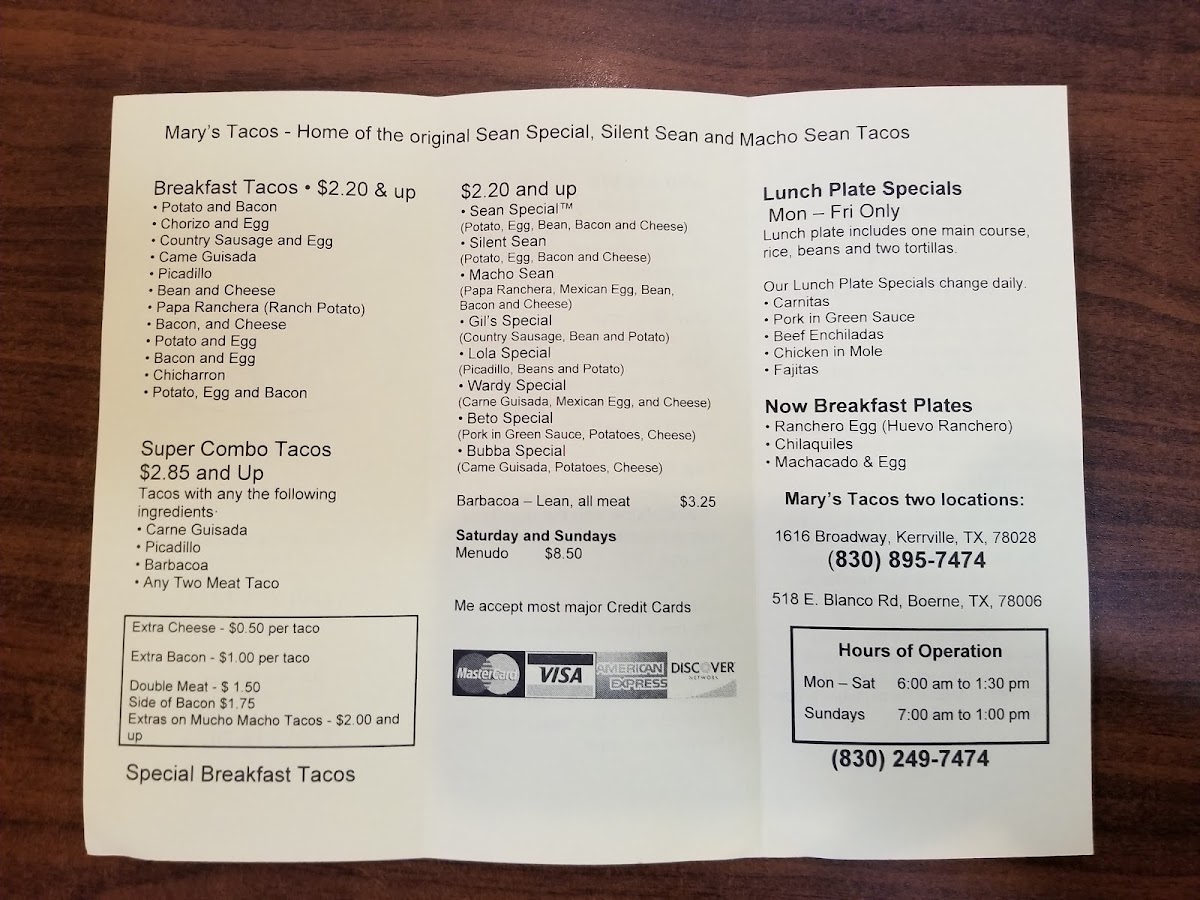 Mary's Tacos - Home of the original Sean Special, Silent Sean and Macho Sean Tacos
Breakfast Tacos • $2.20 & up
• Potato and Bacon
• Chorizo and Egg
• Country Sausage and Egg
• Came Guisada
• Picadillo
• Bean and Cheese
• Papa Ranchera (Ranch Potato)
• Bacon, and Cheese
• Potato and Egg
• Bacon and Egg
• Chicharron
• Potato, Egg and Bacon
Super Combo Tacos
$2.85 and Up
Tacos with any the following
ingredients·
• Carne Guisada
• Picadillo
• Barbacoa
• Any Two Meat Taco
Extra Cheese - $0.50 per taco
Extra Bacon - $1.00 per taco
Double Meat - $ 1.50
Side of Bacon $1.75
Extras on Mucho Macho Tacos - $2.00 and
up
Special Breakfast Tacos
$2.20 and up
• Sean Special™
(Potato, Egg, Bean, Bacon and Cheese)
• Silent Sean
(Potato, Egg, Bacon and Cheese)
• Macho Sean
(Papa Ranchera, Mexican Egg, Bean,
Bacon and Cheese)
• Gil's Special
(Country Sausage, Bean and Potato)
• Lola Special
(Picadillo, Beans and Potato)
• Wardy Special
(Carne Guisada, Mexican Egg, and Cheese)
• Beto Special
(Pork in Green Sauce, Potatoes, Cheese)
• Bubba Special
(Came Guisada, Potatoes, Cheese)
Barbacoa – Lean, all meat $3.25
Saturday and Sundays
Menudo $8.50
Me accept most major Credit Cards
MasterCard VISA AMERICAN EXPRESS DISCOVER NETWORK
Lunch Plate Specials
Mon – Fri Only
Lunch plate includes one main course,
rice, beans and two tortillas.
Our Lunch Plate Specials change daily.
• Carnitas
• Pork in Green Sauce
• Beef Enchiladas
• Chicken in Mole
• Fajitas
Now Breakfast Plates
• Ranchero Egg (Huevo Ranchero)
• Chilaquiles
• Machacado & Egg
Mary's Tacos two locations:
1616 Broadway, Kerrville, TX, 78028
(830) 895-7474
518 E. Blanco Rd, Boerne, TX, 78006
Hours of Operation
Mon – Sat 6:00 am to 1:30 pm
Sundays 7:00 am to 1:00 pm
(830) 249-7474